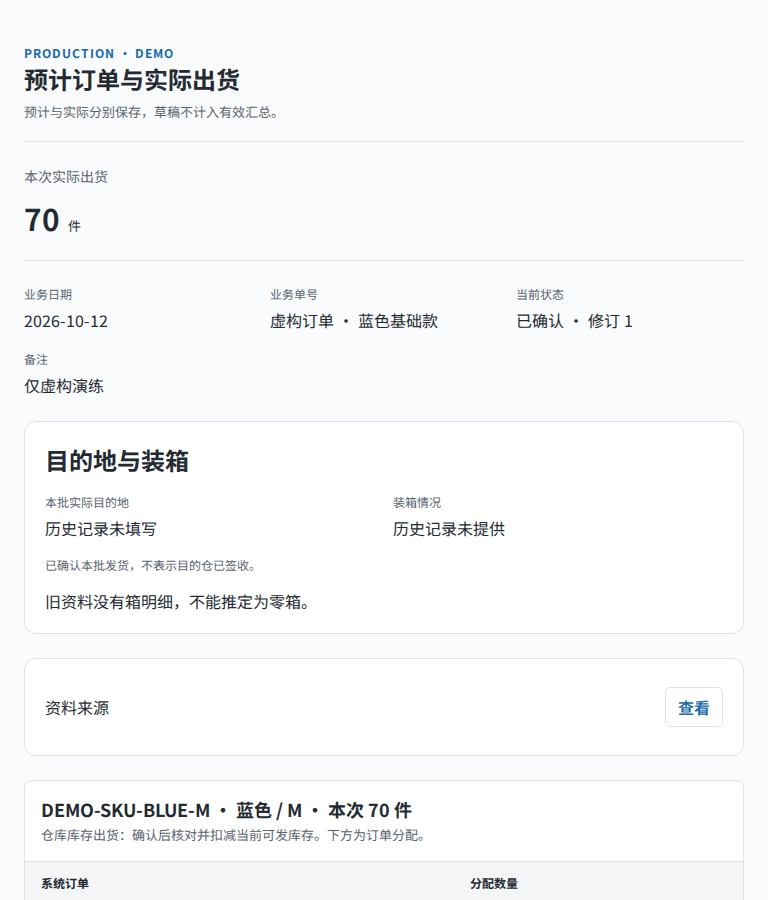 PRODUCTION · DEMO
预计订单与实际出货
预计与实际分别保存，草稿不计入有效汇总。
本次实际出货
70 件
业务日期 业务单号 当前状态
2026-10-12 虚构订单 · 蓝色基础款 已确认 · 修订 1
备注
仅虚构演练
目的地与装箱
本批实际目的地 装箱情况
历史记录未填写 历史记录未提供
已确认本批发货，不表示目的仓已签收。
旧资料没有箱明细，不能推定为零箱。
资料来源 查看
DEMO-SKU-BLUE-M · 蓝色 / M · 本次 70 件
仓库库存出货：确认后核对并扣减当前可发库存。下方为订单分配。
系统订单 分配数量